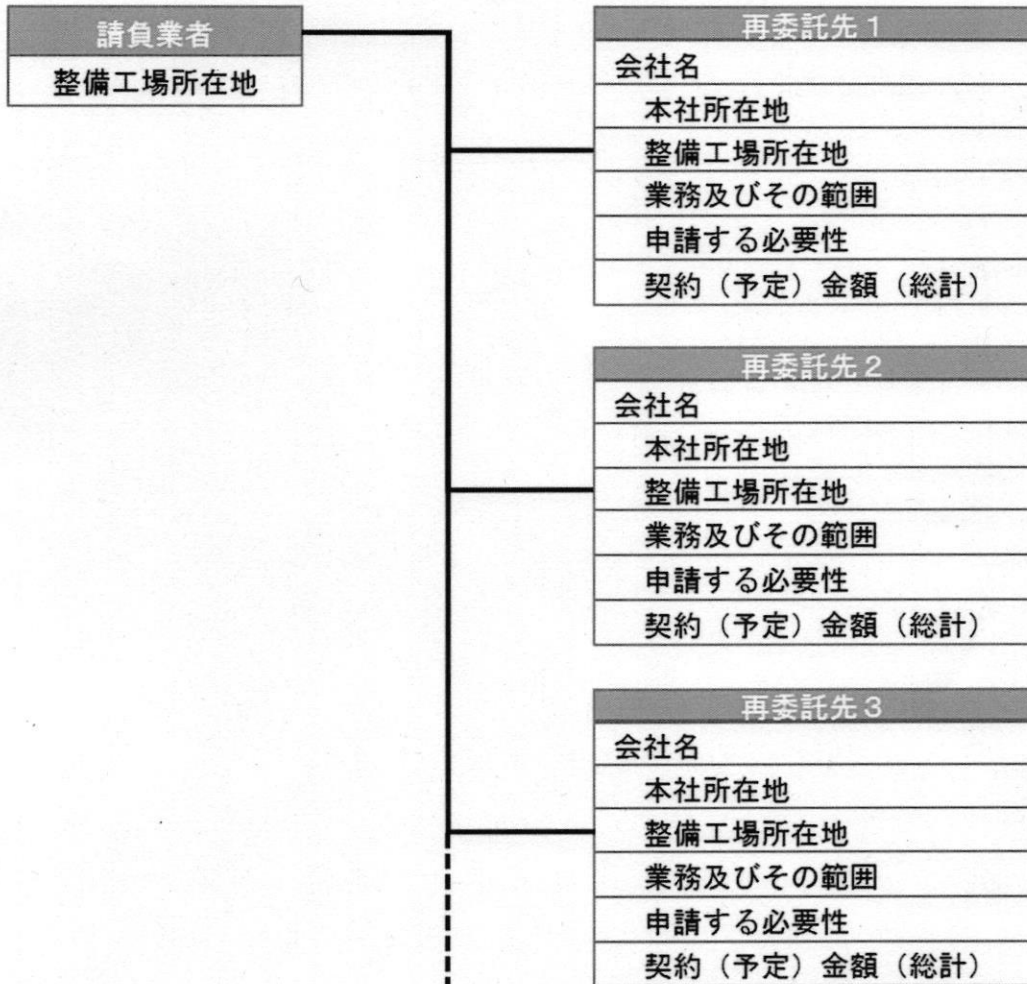 請負業者
整備工場所在地
再委託先1
会社名
本社所在地
整備工場所在地
業務及びその範囲
申請する必要性
契約（予定）金額（総計）
再委託先2
会社名
本社所在地
整備工場所在地
業務及びその範囲
申請する必要性
契約（予定）金額（総計）
再委託先3
会社名
本社所在地
整備工場所在地
業務及びその範囲
申請する必要性
契約（予定）金額（総計）